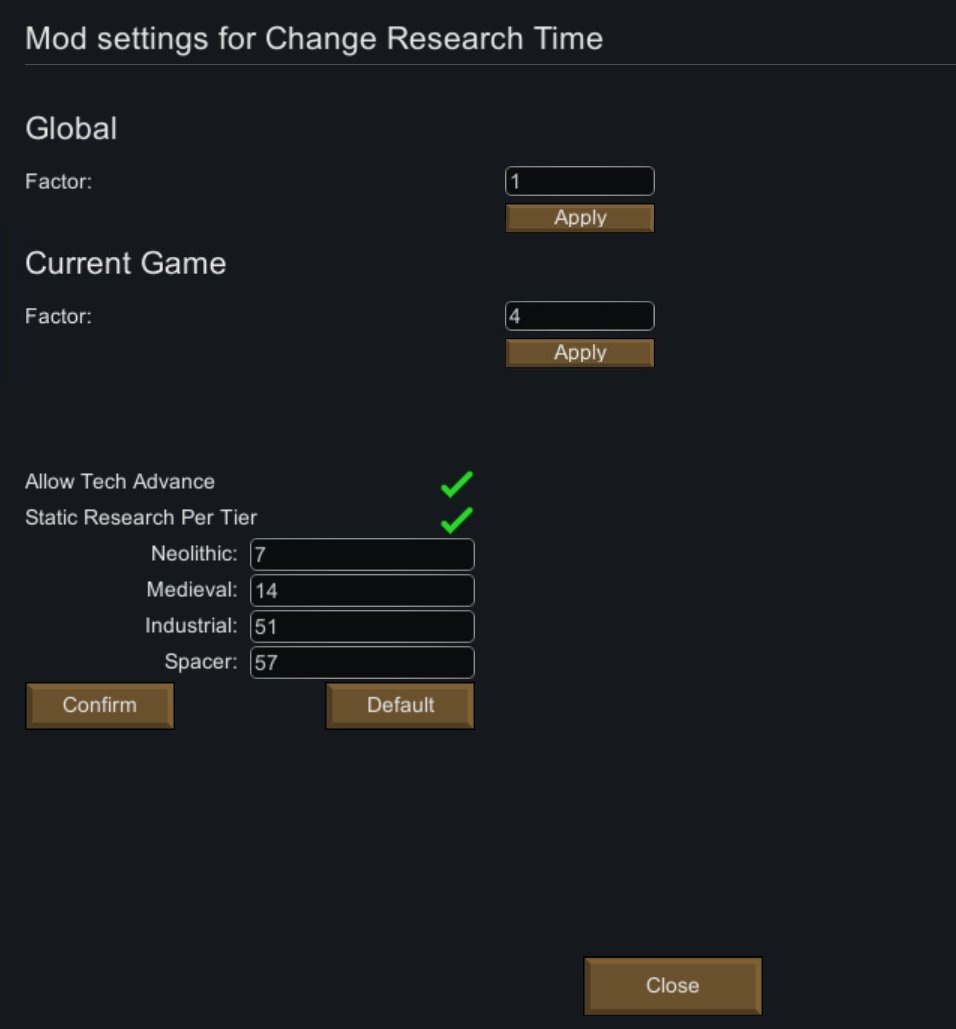 Mod settings for Change Research Time
Global
Factor: 1
Apply
Current Game
Factor: 4
Apply
Allow Tech Advance
Static Research Per Tier
Neolithic: 7
Medieval: 14
Industrial: 51
Spacer: 57
Confirm Default
Close